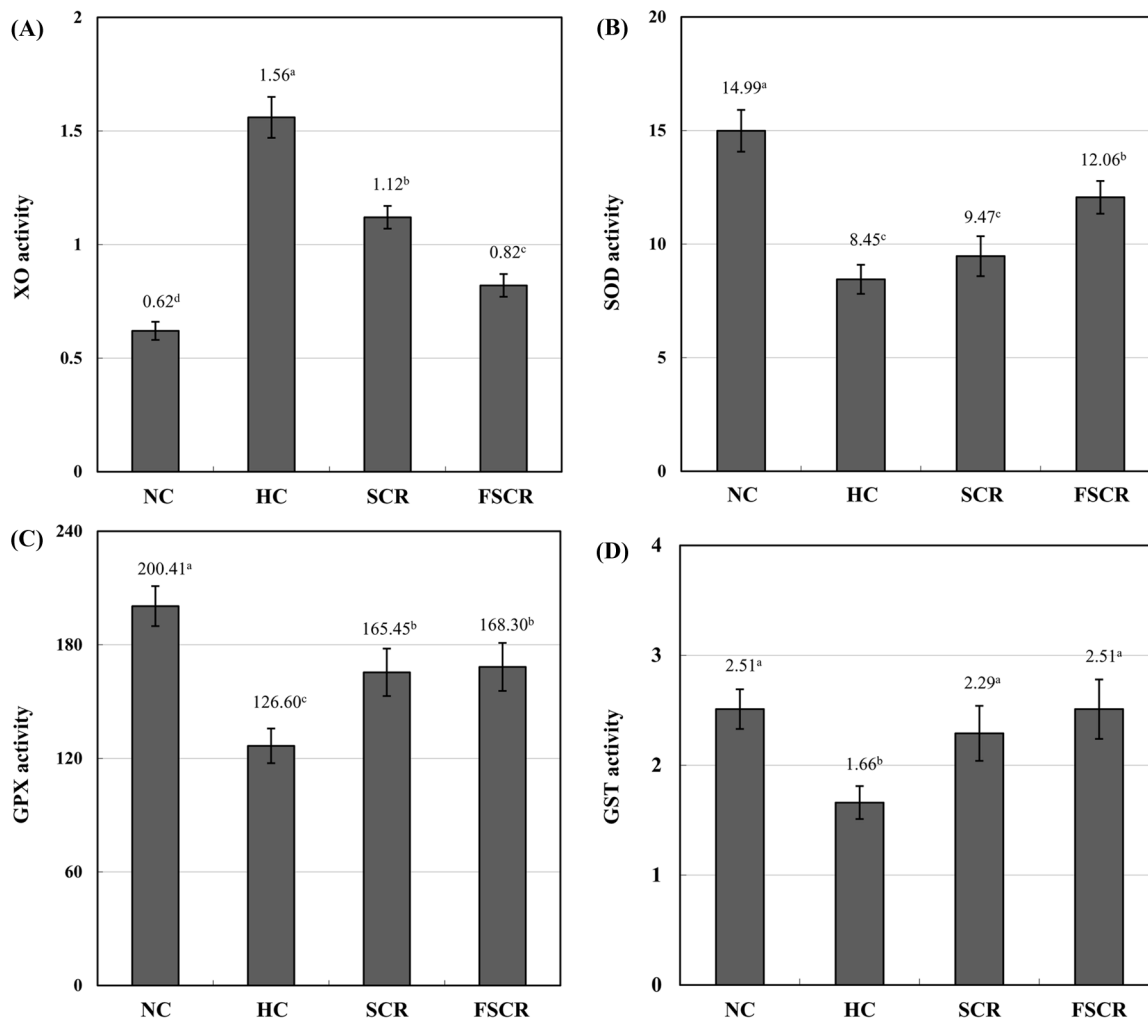 (A)
XO activity
2
1.5
1
0.5
0
0.62ᵈ
1.56ᵃ
1.12ᵇ
0.82ᶜ
NC HC SCR FSCR
(B)
SOD activity
20
15
10
5
0
14.99ᵃ
8.45ᶜ
9.47ᶜ
12.06ᵇ
NC HC SCR FSCR
(C)
GPX activity
240
180
120
60
0
200.41ᵃ
126.60ᶜ
165.45ᵇ
168.30ᵇ
NC HC SCR FSCR
(D)
GST activity
4
3
2
1
0
2.51ᵃ
1.66ᵇ
2.29ᵃ
2.51ᵃ
NC HC SCR FSCR